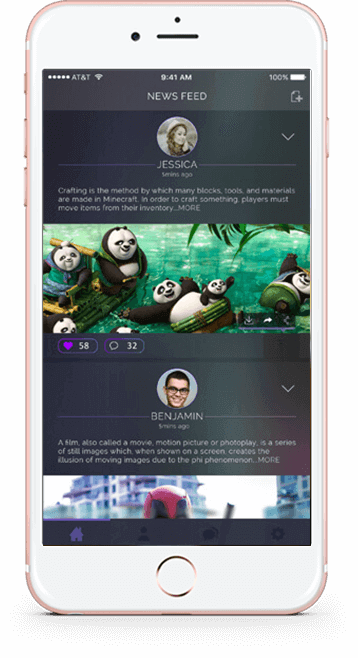 AT&T 9:41 AM 100%
NEWS FEED
JESSICA
5mins ago
Crafting is the method by which many blocks, tools, and materials
are made in Minecraft. In order to craft something, players must
move items from their inventory...MORE
58 32
BENJAMIN
5mins ago
A film, also called a movie, motion picture or photoplay, is a series
of still images which, when shown on a screen, creates the
illusion of moving images due to the phi phenomenon...MORE